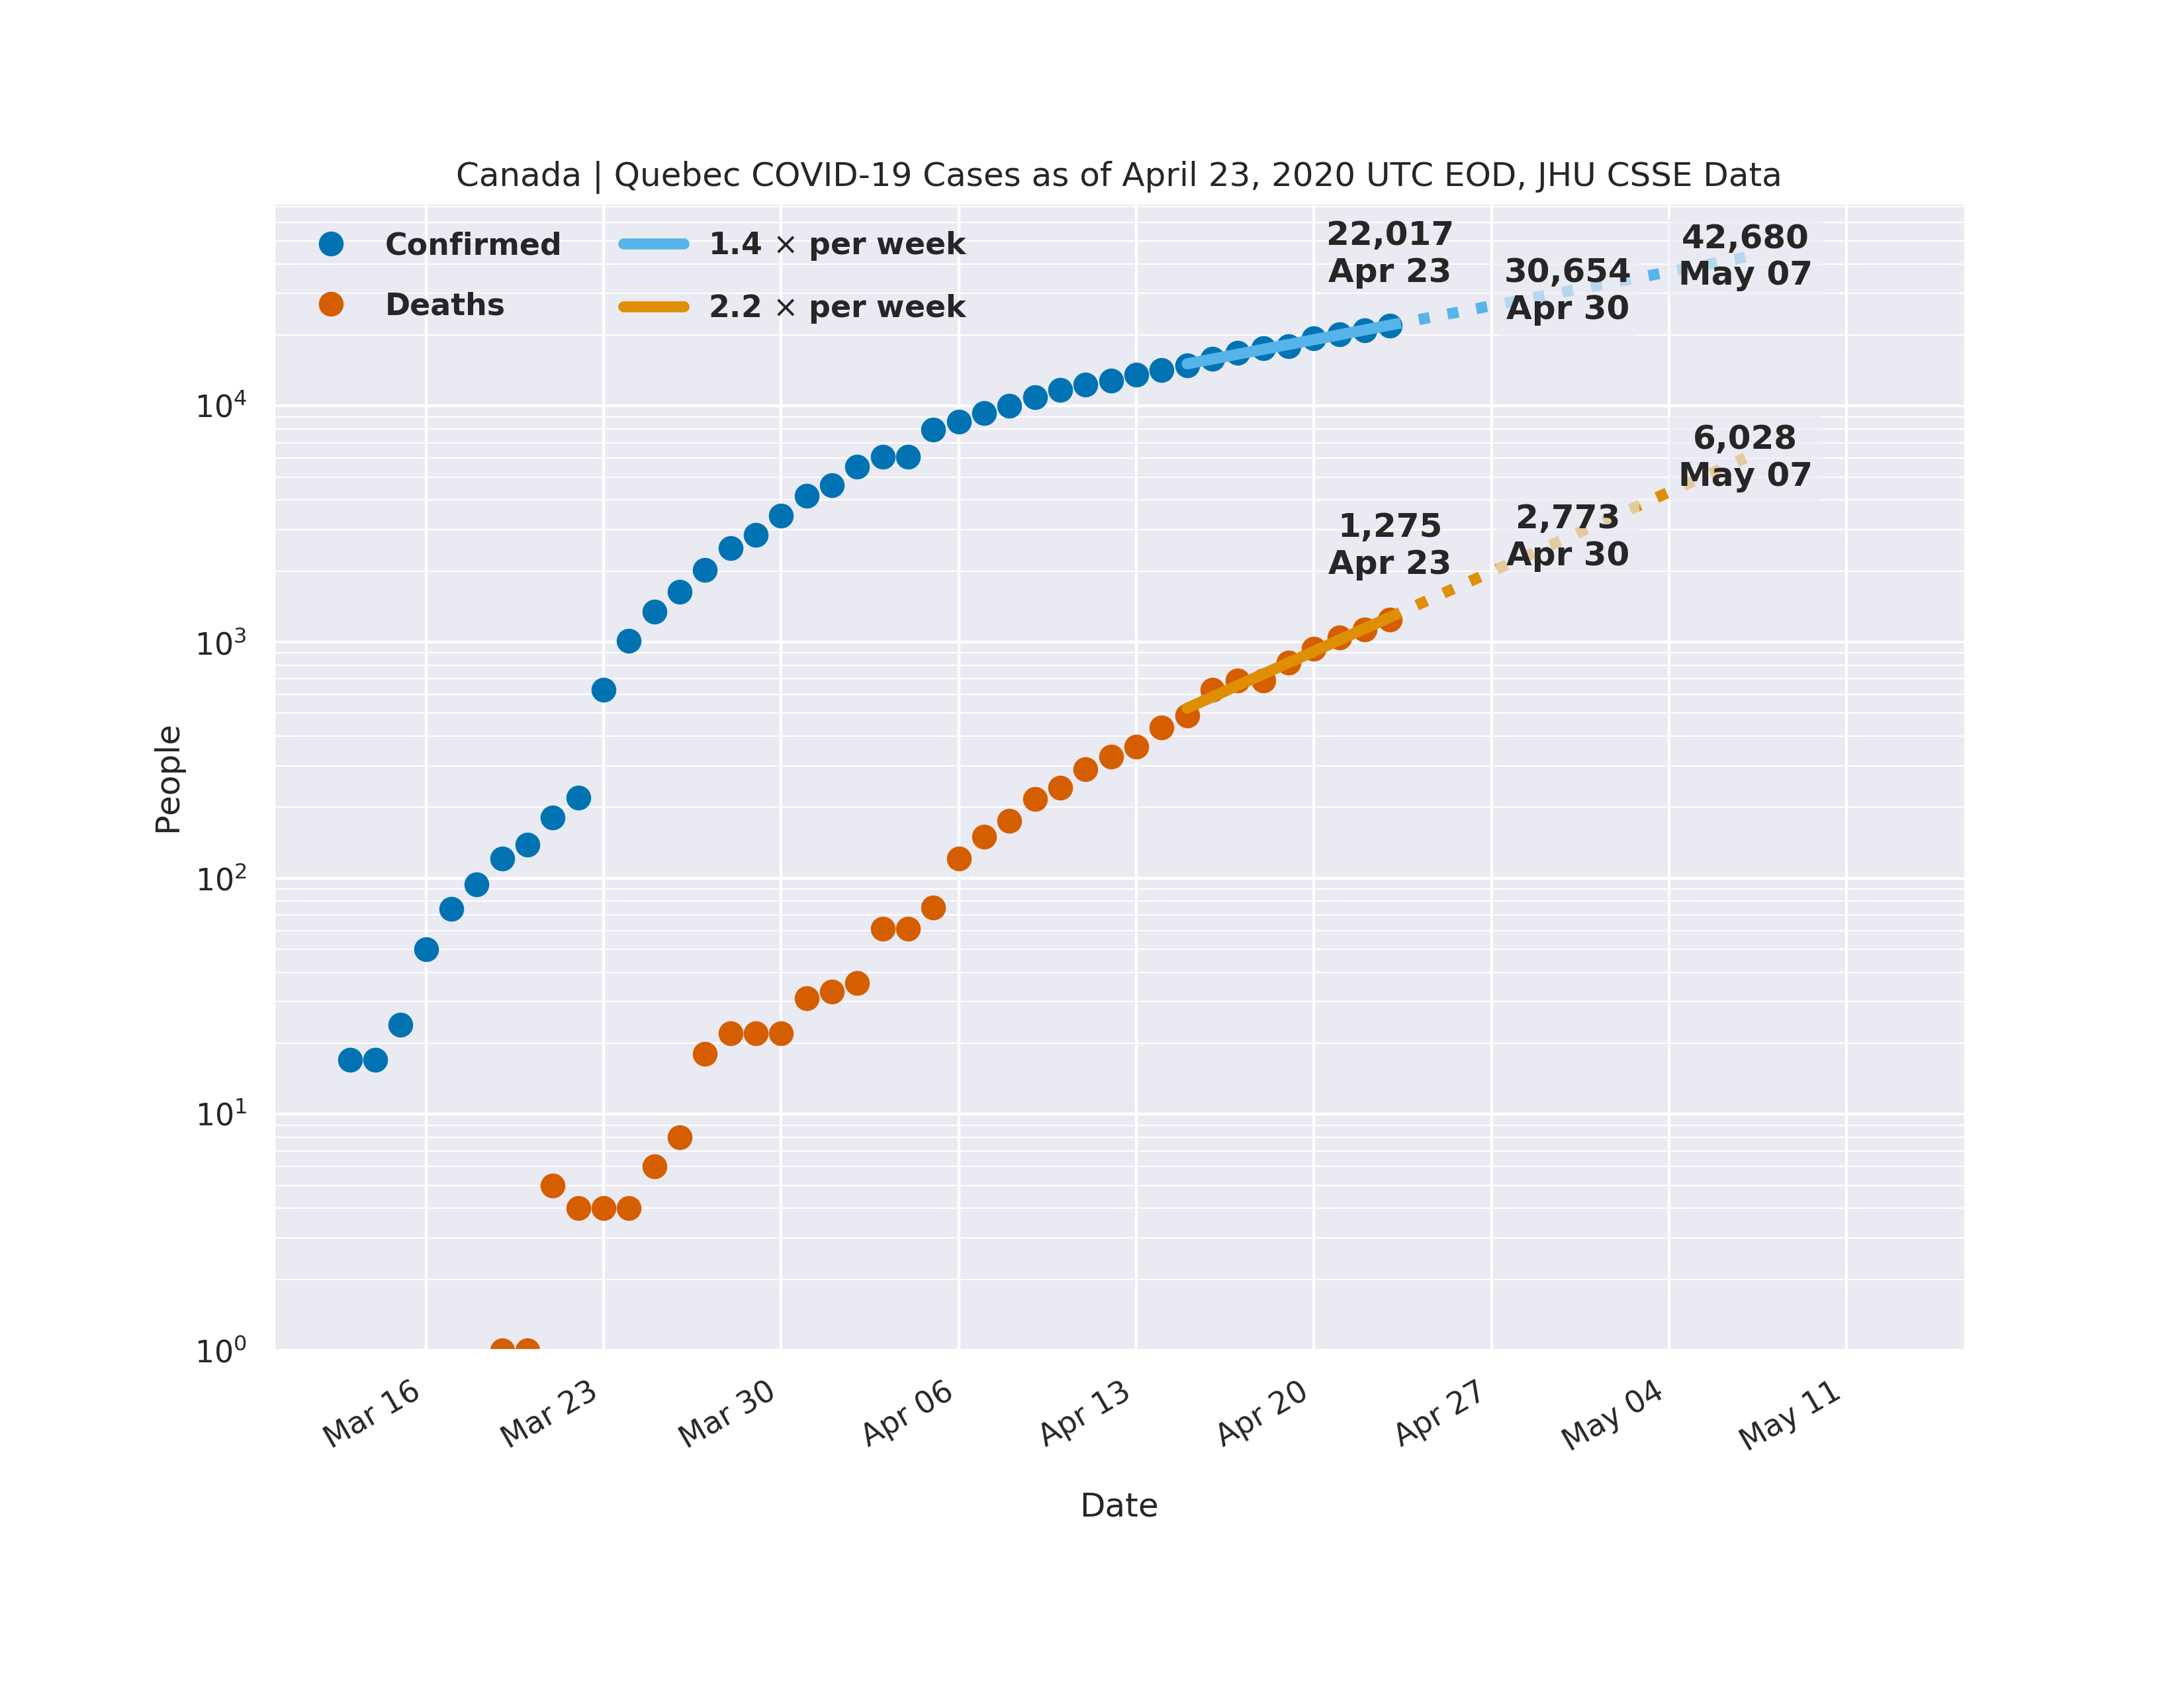 Canada | Quebec COVID-19 Cases as of April 23, 2020 UTC EOD, JHU CSSE Data
Confirmed
Deaths
1.4 × per week
2.2 × per week
22,017
Apr 23
30,654
Apr 30
42,680
May 07
1,275
Apr 23
2,773
Apr 30
6,028
May 07
People
10⁴
10³
10²
10¹
10⁰
Mar 16
Mar 23
Mar 30
Apr 06
Apr 13
Apr 20
Apr 27
May 04
May 11
Date